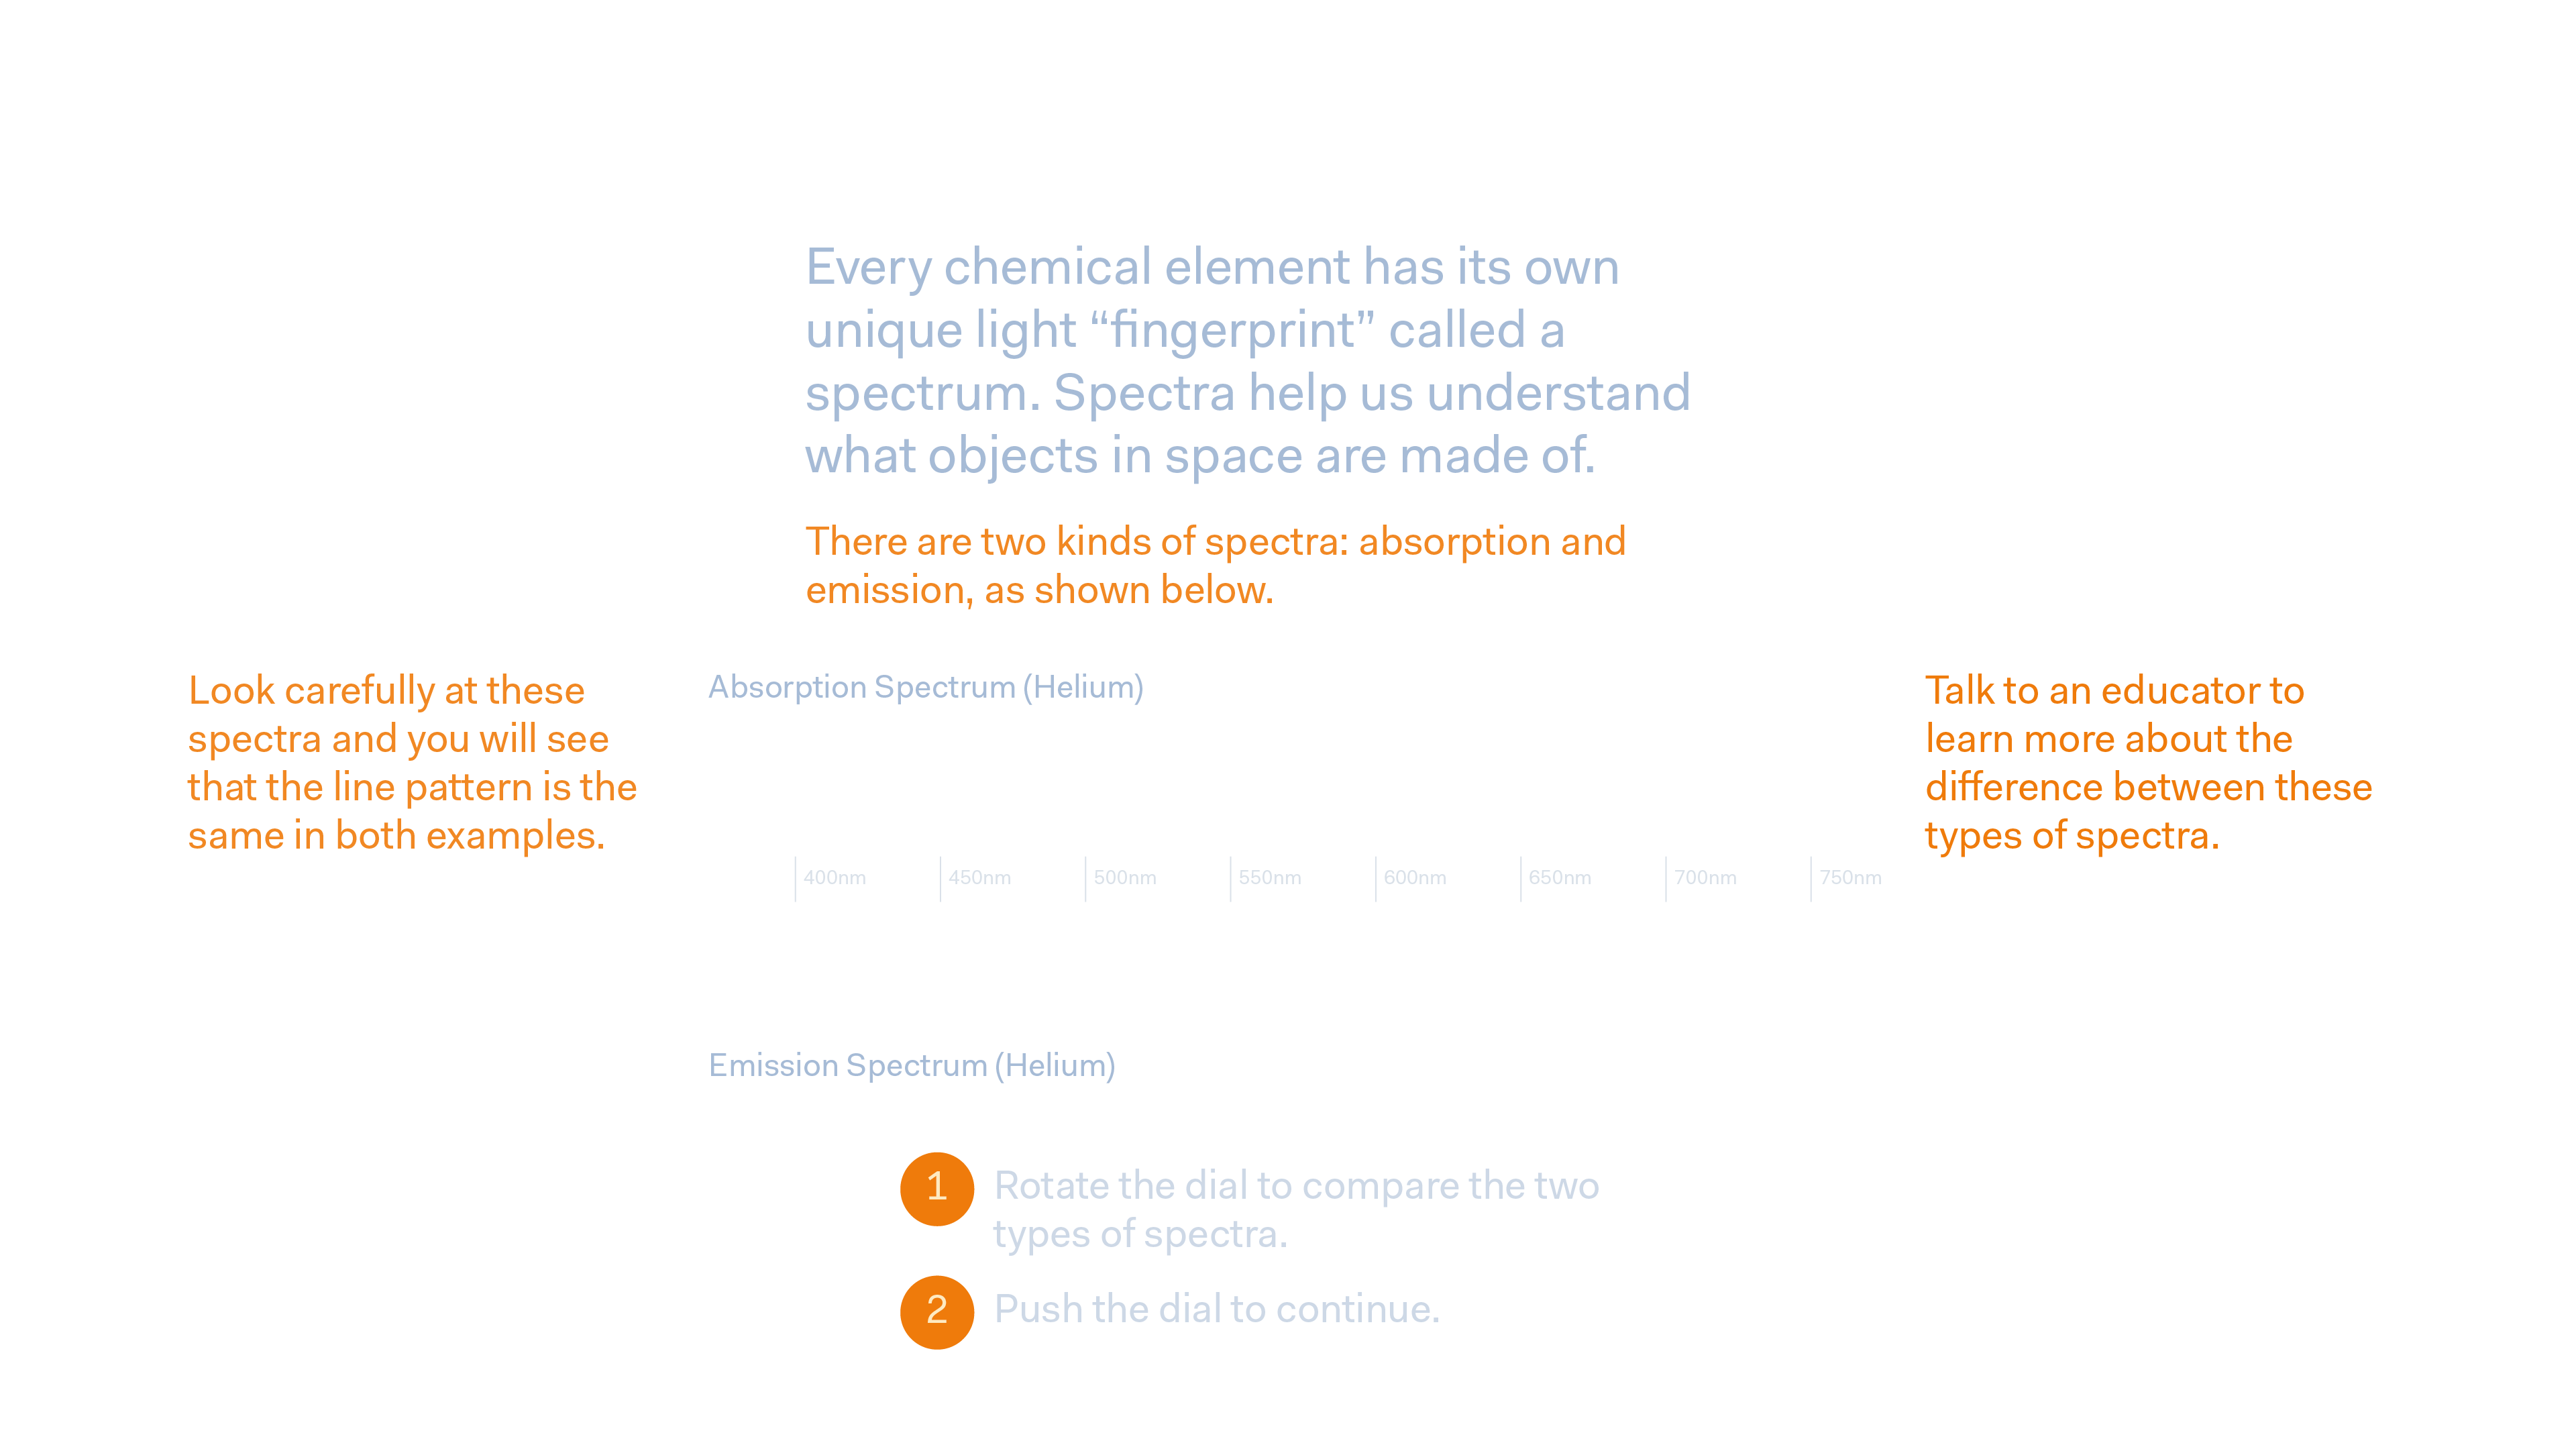 Every chemical element has its own
unique light “fingerprint” called a
spectrum. Spectra help us understand
what objects in space are made of.
There are two kinds of spectra: absorption and
emission, as shown below.
Look carefully at these
spectra and you will see
that the line pattern is the
same in both examples.
Absorption Spectrum (Helium)
Talk to an educator to
learn more about the
difference between these
types of spectra.
400nm 450nm 500nm 550nm 600nm 650nm 700nm 750nm
Emission Spectrum (Helium)
1 Rotate the dial to compare the two
types of spectra.
2 Push the dial to continue.